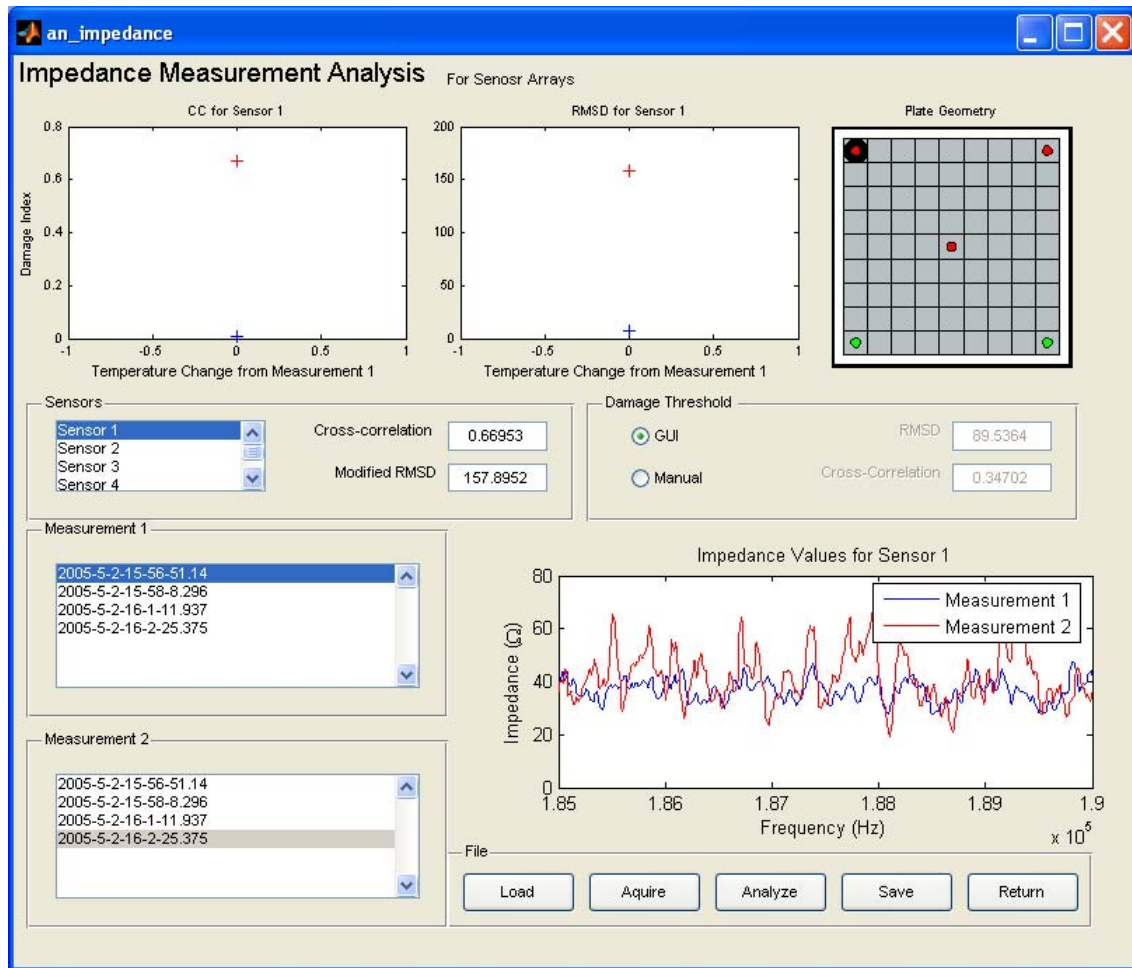 an_impedance
Impedance Measurement Analysis For Senosr Arrays
CC for Sensor 1
0.8
0.6
0.4
0.2
0
Damage Index
-1 -0.5 0 0.5 1
Temperature Change from Measurement 1
RMSD for Sensor 1
200
150
100
50
0
-1 -0.5 0 0.5 1
Temperature Change from Measurement 1
Plate Geometry
Sensors
Sensor 1
Sensor 2
Sensor 3
Sensor 4
Cross-correlation 0.66953
Modified RMSD 157.8952
Damage Threshold
GUI
Manual
RMSD 89.5364
Cross-Correlation 0.34702
Measurement 1
2005-5-2-15-56-51.14
2005-5-2-15-58-8.296
2005-5-2-16-1-11.937
2005-5-2-16-2-25.375
Measurement 2
2005-5-2-15-56-51.14
2005-5-2-15-58-8.296
2005-5-2-16-1-11.937
2005-5-2-16-2-25.375
Impedance Values for Sensor 1
80
60
40
20
0
Impedance (Ω)
Measurement 1
Measurement 2
1.85 1.86 1.87 1.88 1.89 1.9
Frequency (Hz)
x 10⁵
File
Load Aquire Analyze Save Return